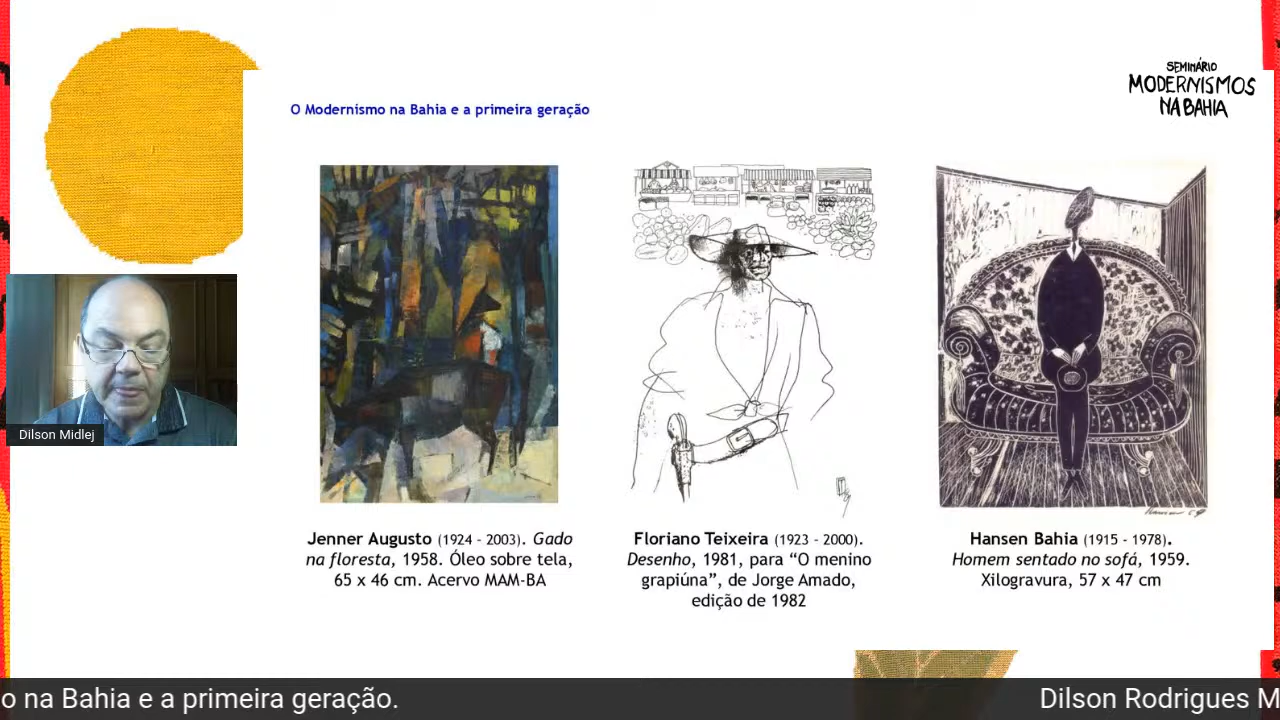 SEMINÁRIO
MODERNISMOS
NA BAHIA
O Modernismo na Bahia e a primeira geração
Dilson Midlej
Jenner Augusto (1924 - 2003). Gado
na floresta, 1958. Óleo sobre tela,
65 x 46 cm. Acervo MAM-BA
Floriano Teixeira (1923 - 2000).
Desenho, 1981, para “O menino
grapiúna”, de Jorge Amado,
edição de 1982
Hansen Bahia (1915 - 1978).
Homem sentado no sofá, 1959.
Xilogravura, 57 x 47 cm
o na Bahia e a primeira geração. Dilson Rodrigues M